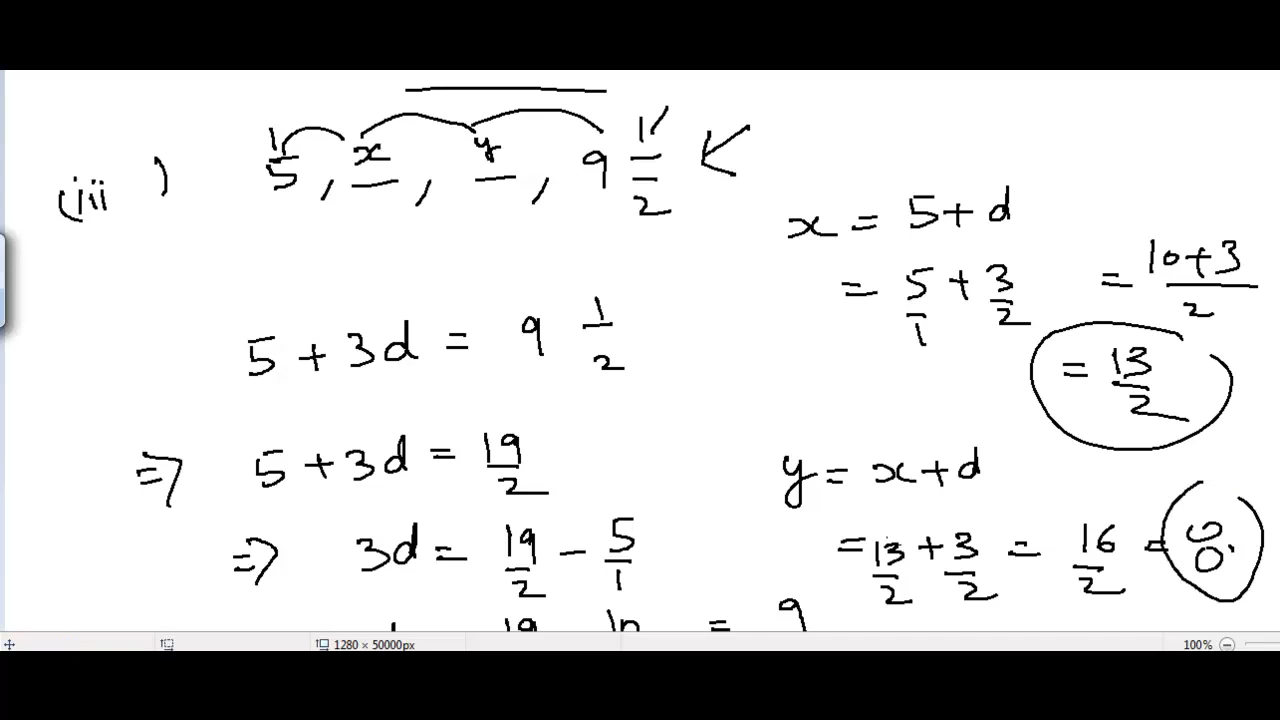 (iii) 5, x, y, 9 1/2
5 + 3d = 9 1/2
⇒ 5 + 3d = 19/2
⇒ 3d = 19/2 − 5/1
= 9
x = 5 + d
= 5/1 + 3/2 = 10+3/2
= 13/2
y = x + d
= 13/2 + 3/2 = 16/2 = 8.
1280 × 50000px
100%